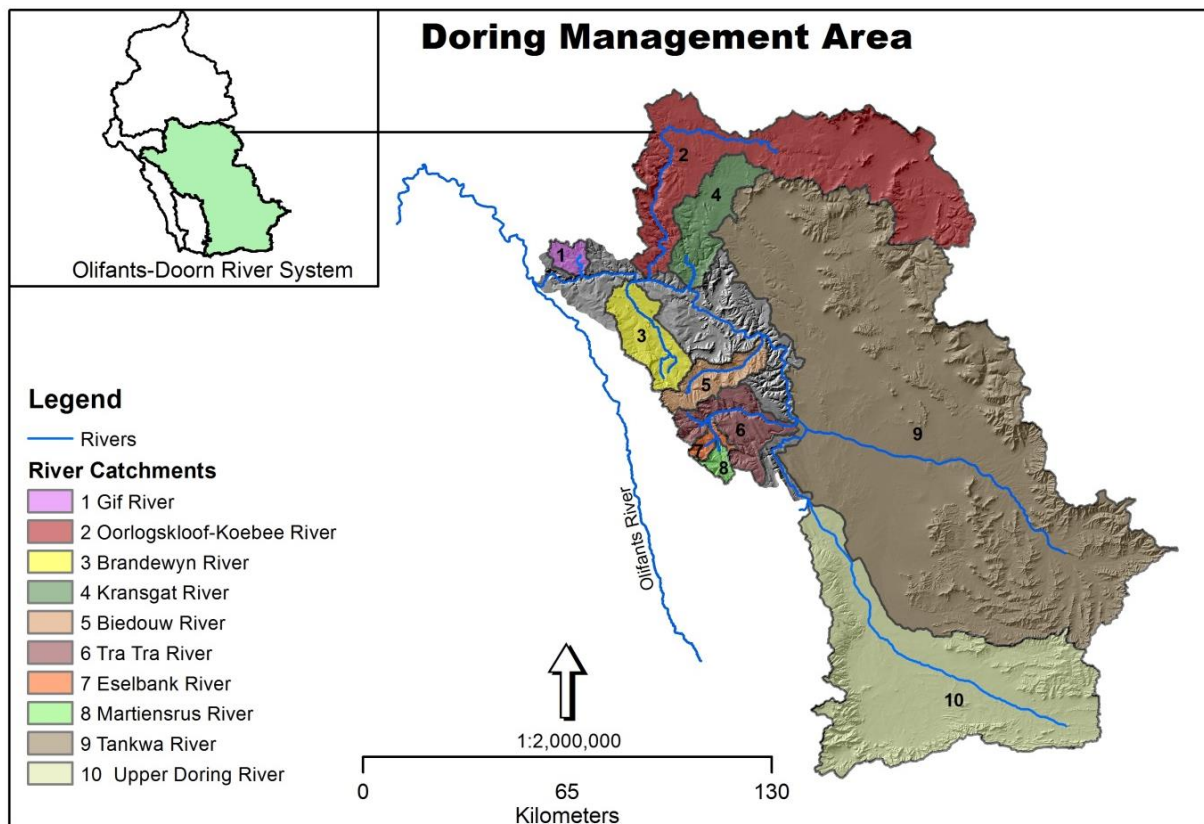 Doring Management Area
Olifants-Doorn River System
1
2
3
4
5
6
7
8
9
10
Olifants River
Legend
Rivers
River Catchments
1 Gif River
2 Oorlogskloof-Koebee River
3 Brandewyn River
4 Kransgat River
5 Biedouw River
6 Tra Tra River
7 Eselbank River
8 Martiensrus River
9 Tankwa River
10 Upper Doring River
1:2,000,000
0 65 130
Kilometers